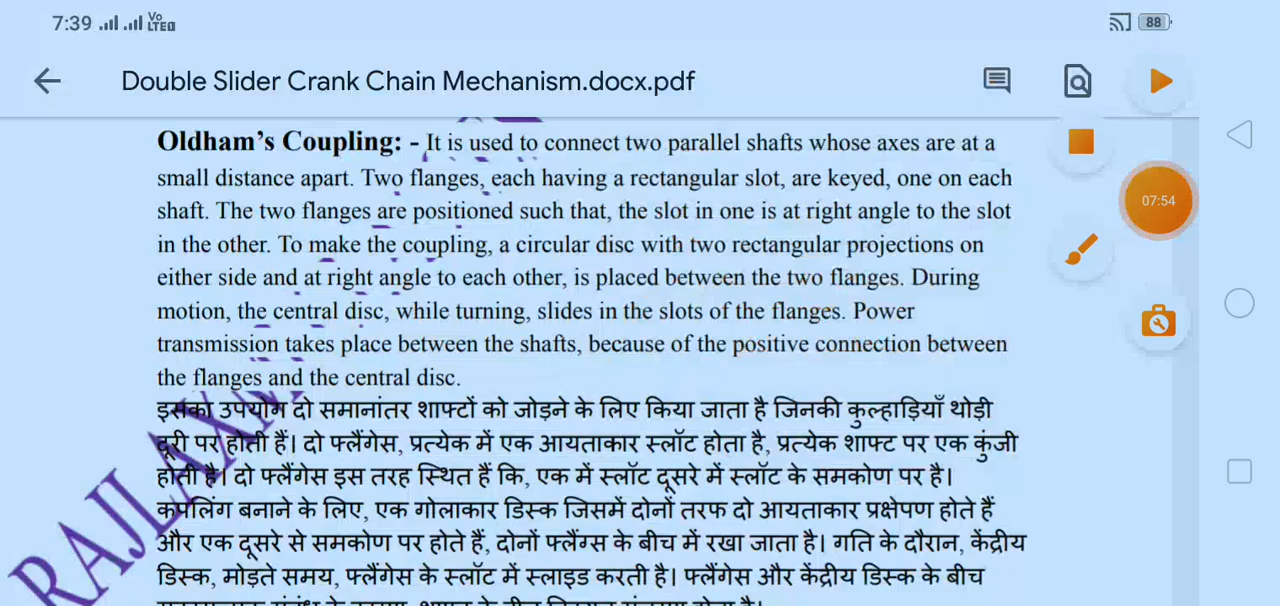 7:39 Vo LTE 88
Double Slider Crank Chain Mechanism.docx.pdf
Oldham's Coupling: - It is used to connect two parallel shafts whose axes are at a
small distance apart. Two flanges, each having a rectangular slot, are keyed, one on each
shaft. The two flanges are positioned such that, the slot in one is at right angle to the slot
in the other. To make the coupling, a circular disc with two rectangular projections on
either side and at right angle to each other, is placed between the two flanges. During
motion, the central disc, while turning, slides in the slots of the flanges. Power
transmission takes place between the shafts, because of the positive connection between
the flanges and the central disc.
इसका उपयोग दो समानांतर शाफ्टों को जोड़ने के लिए किया जाता है जिनकी कुल्हाड़ियाँ थोड़ी
दूरी पर होती हैं। दो फ्लैंगेस, प्रत्येक में एक आयताकार स्लॉट होता है, प्रत्येक शाफ्ट पर एक कुंजी
होती है। दो फ्लैंगेस इस तरह स्थित हैं कि, एक में स्लॉट दूसरे में स्लॉट के समकोण पर है।
कपलिंग बनाने के लिए, एक गोलाकार डिस्क जिसमें दोनों तरफ दो आयताकार प्रक्षेपण होते हैं
और एक दूसरे से समकोण पर होते हैं, दोनों फ्लैंग्स के बीच में रखा जाता है। गति के दौरान, केंद्रीय
डिस्क, मोड़ते समय, फ्लैंगेस के स्लॉट में स्लाइड करती है। फ्लैंगेस और केंद्रीय डिस्क के बीच
07:54
RAJLAX